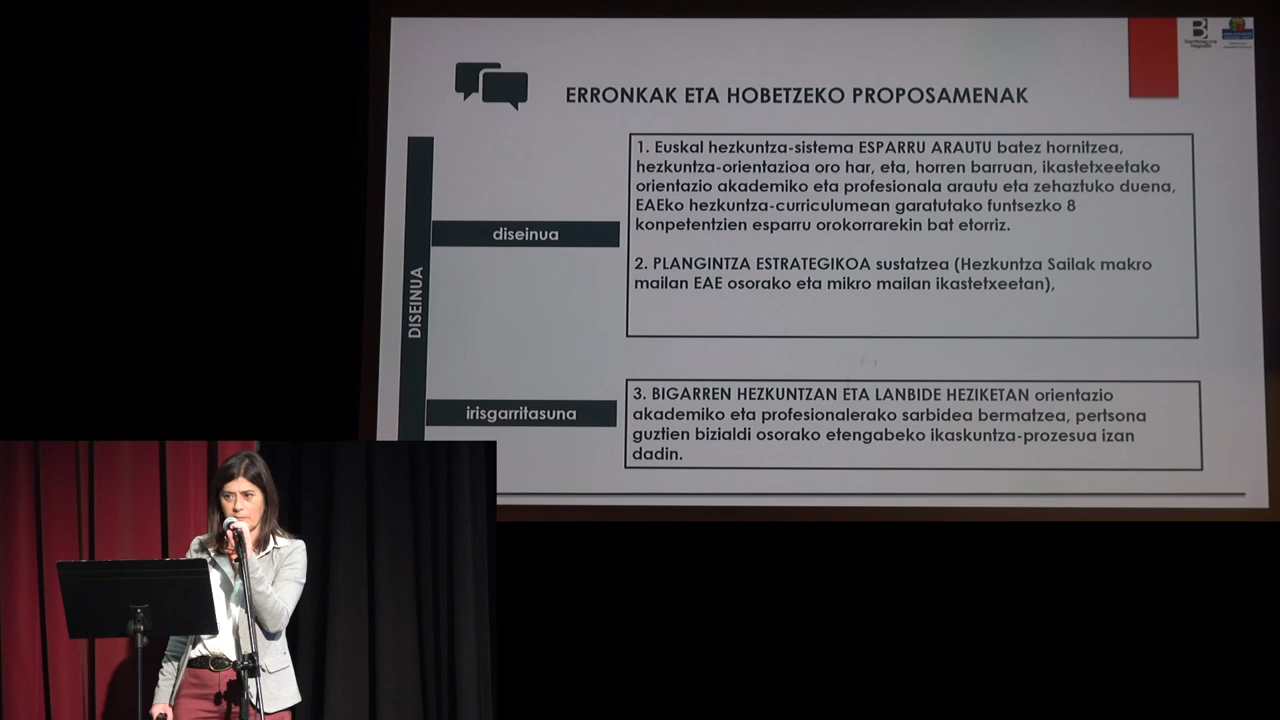 ERRONKAK ETA HOBETZEKO PROPOSAMENAK
DISEINUA
diseinua
1. Euskal hezkuntza-sistema ESPARRU ARAUTU batez hornitzea,
hezkuntza-orientazioa oro har, eta, horren barruan, ikastetxeetako
orientazio akademiko eta profesionala arautu eta zehaztuko duena,
EAEko hezkuntza-curriculumean garatutako funtsezko 8
konpetentzien esparru orokorrarekin bat etorriz.
2. PLANGINTZA ESTRATEGIKOA sustatzea (Hezkuntza Sailak makro
mailan EAE osorako eta mikro mailan ikastetxeetan),
irisgarritasuna
3. BIGARREN HEZKUNTZAN ETA LANBIDE HEZIKETAN orientazio
akademiko eta profesionalerako sarbidea bermatzea, pertsona
guztien bizialdi osorako etengabeko ikaskuntza-prozesua izan
dadin.